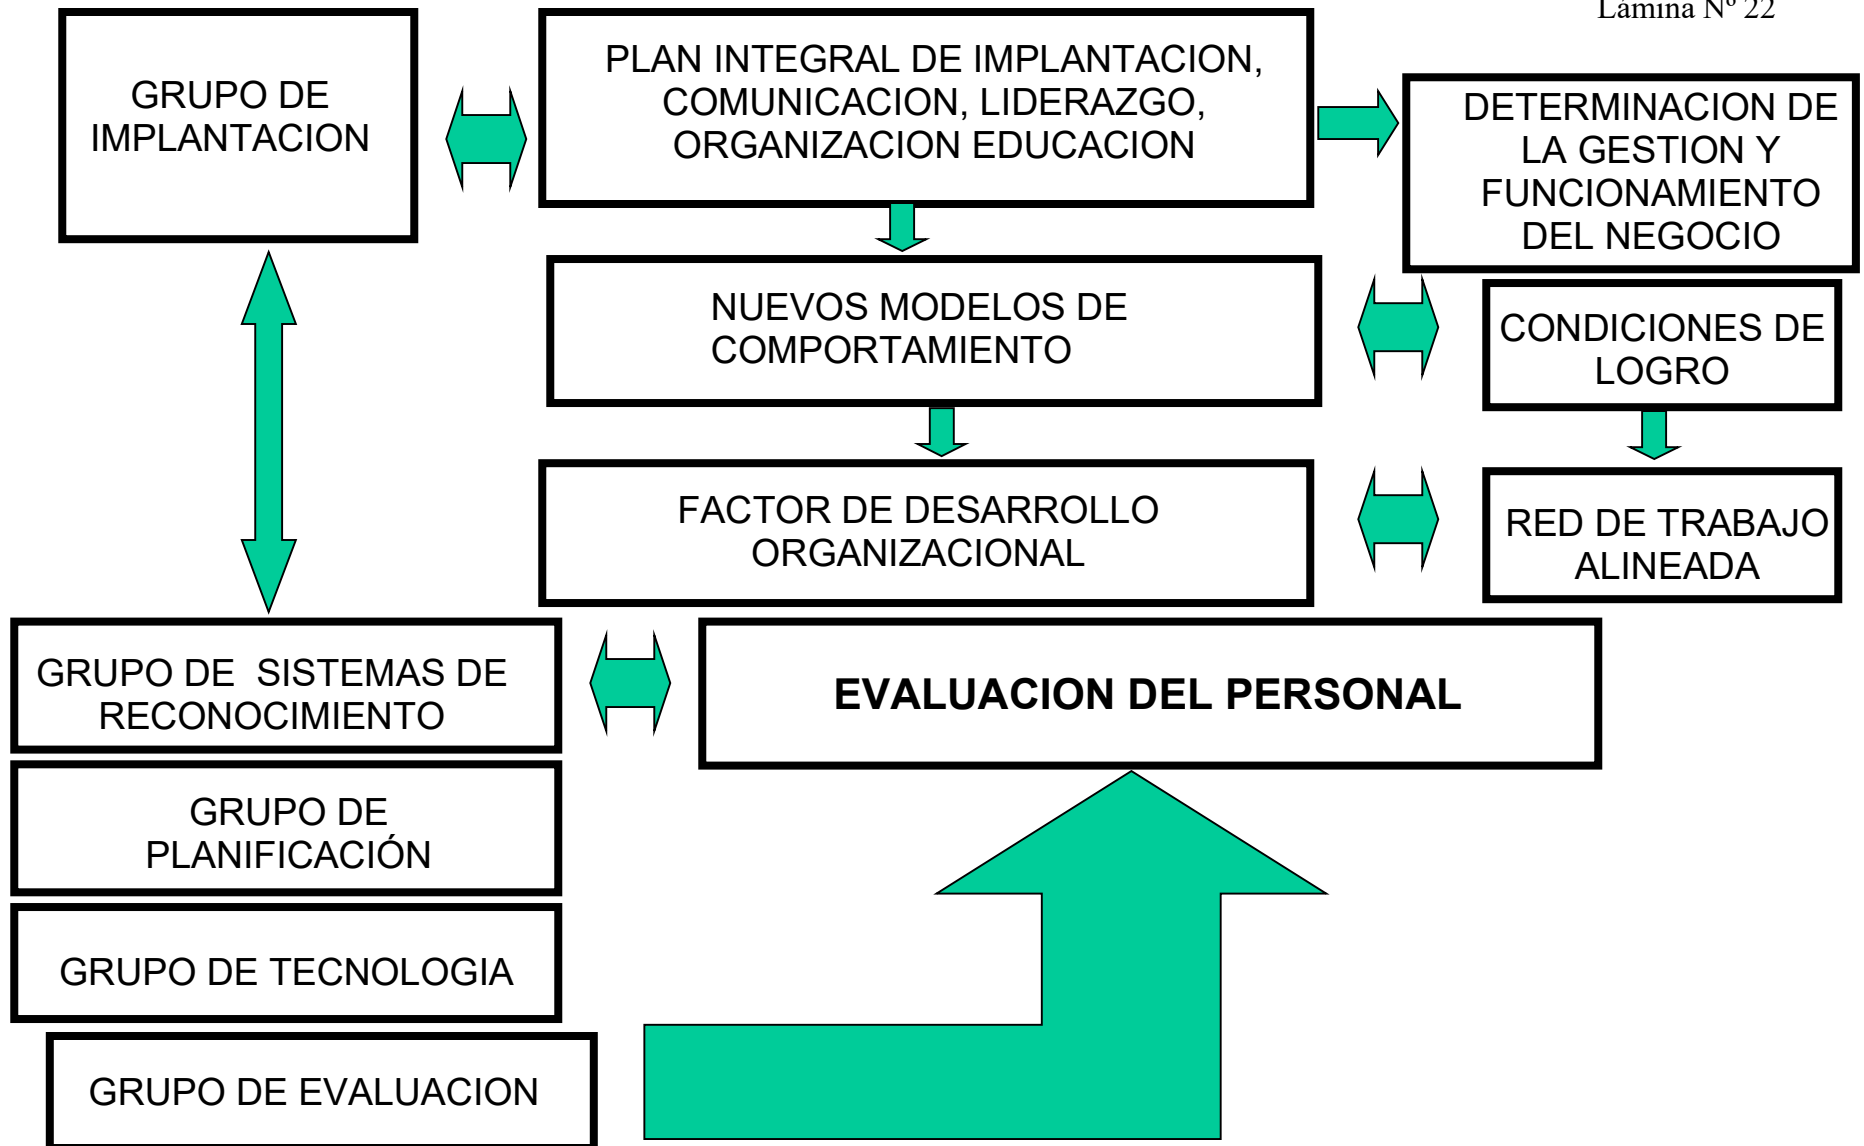 Lámina Nº 22
GRUPO DE
IMPLANTACION
PLAN INTEGRAL DE IMPLANTACION,
COMUNICACION, LIDERAZGO,
ORGANIZACION EDUCACION
DETERMINACION DE
LA GESTION Y
FUNCIONAMIENTO
DEL NEGOCIO
NUEVOS MODELOS DE
COMPORTAMIENTO
CONDICIONES DE
LOGRO
FACTOR DE DESARROLLO
ORGANIZACIONAL
RED DE TRABAJO
ALINEADA
GRUPO DE  SISTEMAS DE
RECONOCIMIENTO
EVALUACION DEL PERSONAL
GRUPO DE
PLANIFICACIÓN
GRUPO DE TECNOLOGIA
GRUPO DE EVALUACION